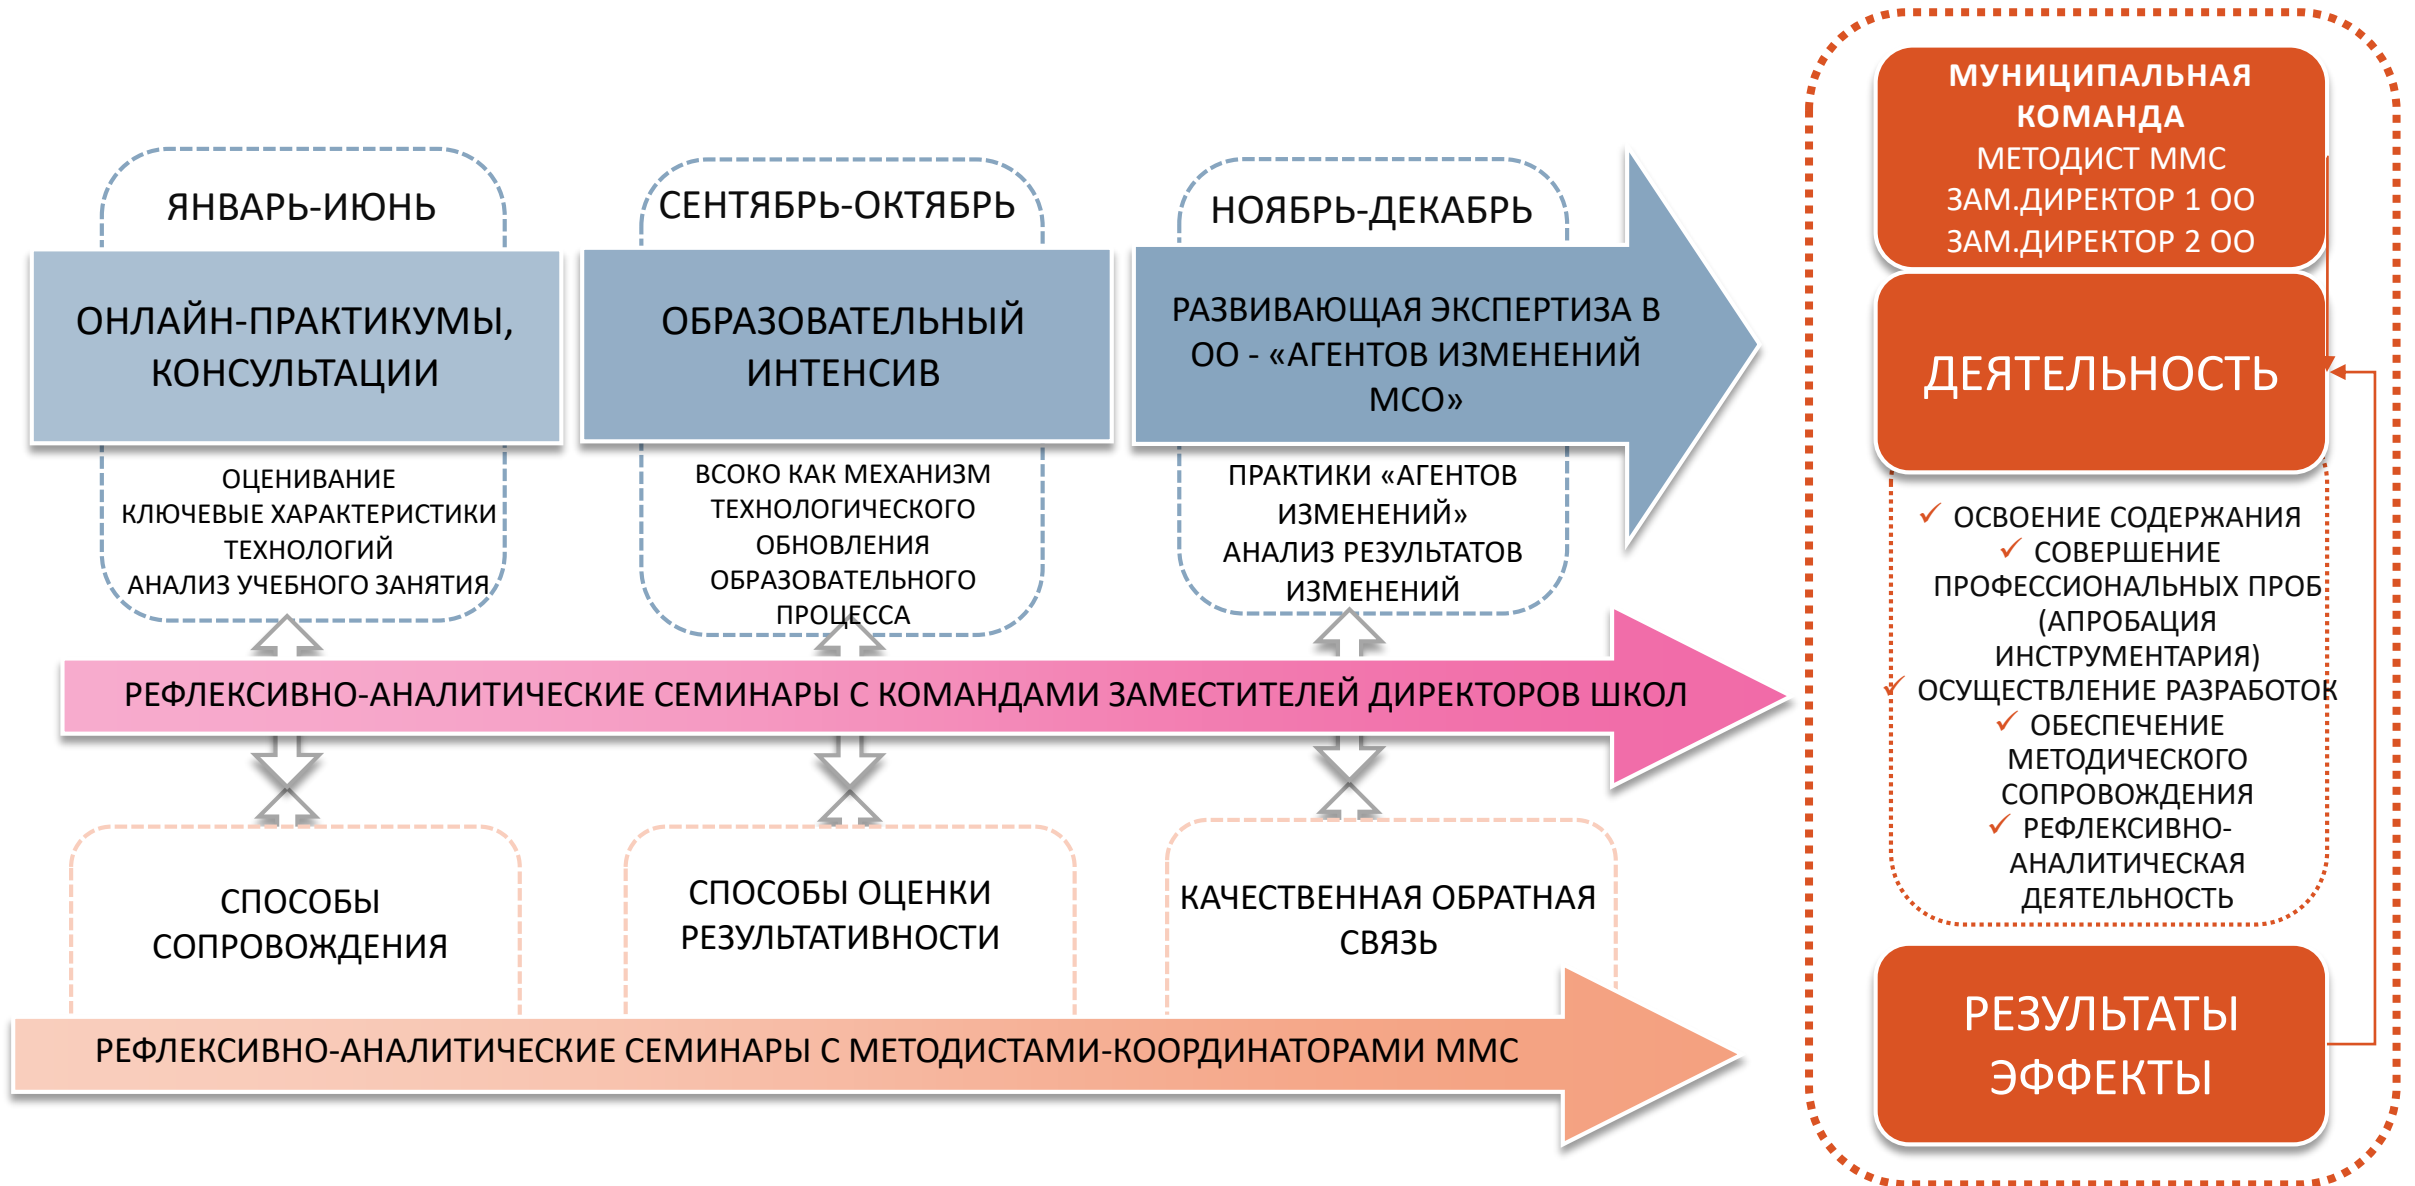 ЯНВАРЬ-ИЮНЬ
ОНЛАЙН-ПРАКТИКУМЫ,
КОНСУЛЬТАЦИИ
ОЦЕНИВАНИЕ
КЛЮЧЕВЫЕ ХАРАКТЕРИСТИКИ
ТЕХНОЛОГИЙ
АНАЛИЗ УЧЕБНОГО ЗАНЯТИЯ
СЕНТЯБРЬ-ОКТЯБРЬ
ОБРАЗОВАТЕЛЬНЫЙ
ИНТЕНСИВ
ВСОКО КАК МЕХАНИЗМ
ТЕХНОЛОГИЧЕСКОГО
ОБНОВЛЕНИЯ
ОБРАЗОВАТЕЛЬНОГО
ПРОЦЕССА
НОЯБРЬ-ДЕКАБРЬ
РАЗВИВАЮЩАЯ ЭКСПЕРТИЗА В
ОО - «АГЕНТОВ ИЗМЕНЕНИЙ
МСО»
ПРАКТИКИ «АГЕНТОВ
ИЗМЕНЕНИЙ»
АНАЛИЗ РЕЗУЛЬТАТОВ
ИЗМЕНЕНИЙ
РЕФЛЕКСИВНО-АНАЛИТИЧЕСКИЕ СЕМИНАРЫ С КОМАНДАМИ ЗАМЕСТИТЕЛЕЙ ДИРЕКТОРОВ ШКОЛ
СПОСОБЫ
СОПРОВОЖДЕНИЯ
СПОСОБЫ ОЦЕНКИ
РЕЗУЛЬТАТИВНОСТИ
КАЧЕСТВЕННАЯ ОБРАТНАЯ
СВЯЗЬ
РЕФЛЕКСИВНО-АНАЛИТИЧЕСКИЕ СЕМИНАРЫ С МЕТОДИСТАМИ-КООРДИНАТОРАМИ ММС
МУНИЦИПАЛЬНАЯ
КОМАНДА
МЕТОДИСТ ММС
ЗАМ.ДИРЕКТОР 1 ОО
ЗАМ.ДИРЕКТОР 2 ОО
ДЕЯТЕЛЬНОСТЬ
✓ ОСВОЕНИЕ СОДЕРЖАНИЯ
✓ СОВЕРШЕНИЕ
ПРОФЕССИОНАЛЬНЫХ ПРОБ
(АПРОБАЦИЯ
ИНСТРУМЕНТАРИЯ)
✓ ОСУЩЕСТВЛЕНИЕ РАЗРАБОТОК
✓ ОБЕСПЕЧЕНИЕ
МЕТОДИЧЕСКОГО
СОПРОВОЖДЕНИЯ
✓ РЕФЛЕКСИВНО-
АНАЛИТИЧЕСКАЯ
ДЕЯТЕЛЬНОСТЬ
РЕЗУЛЬТАТЫ
ЭФФЕКТЫ